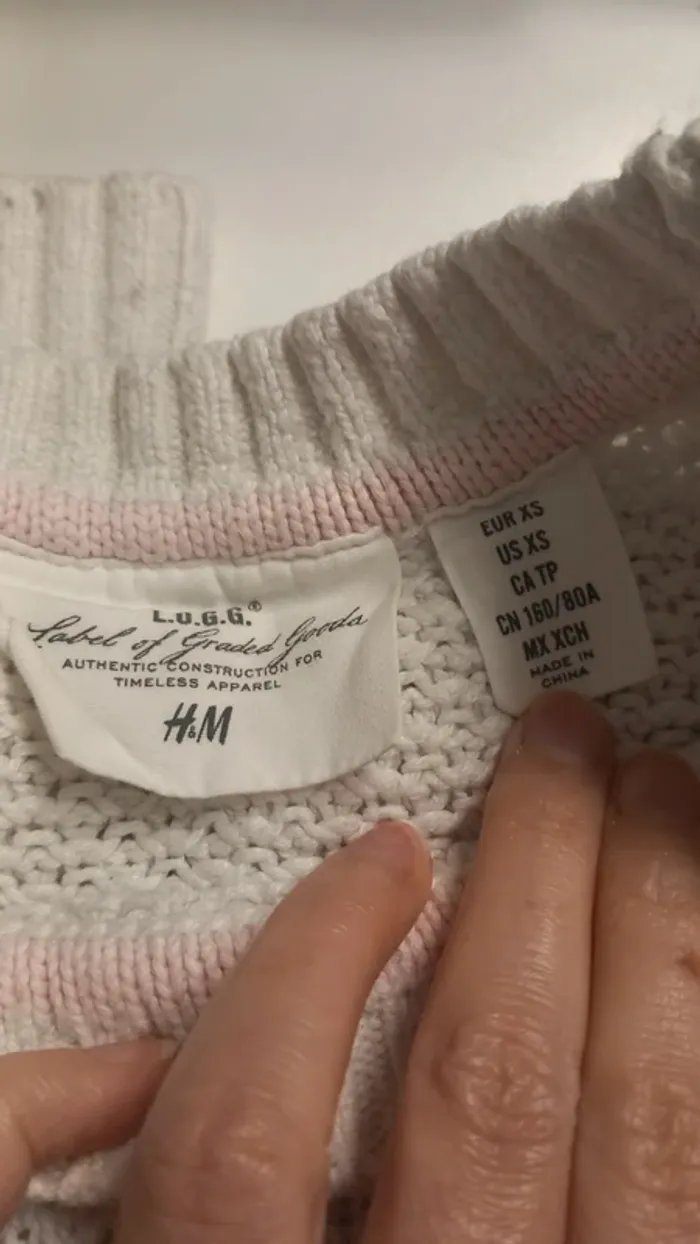 L.O.G.G.®
Label of Graded Goods
AUTHENTIC CONSTRUCTION FOR
TIMELESS APPAREL
H&M
EUR XS
US XS
CA TP
CN 160/80A
MX XCH
MADE IN
CHINA